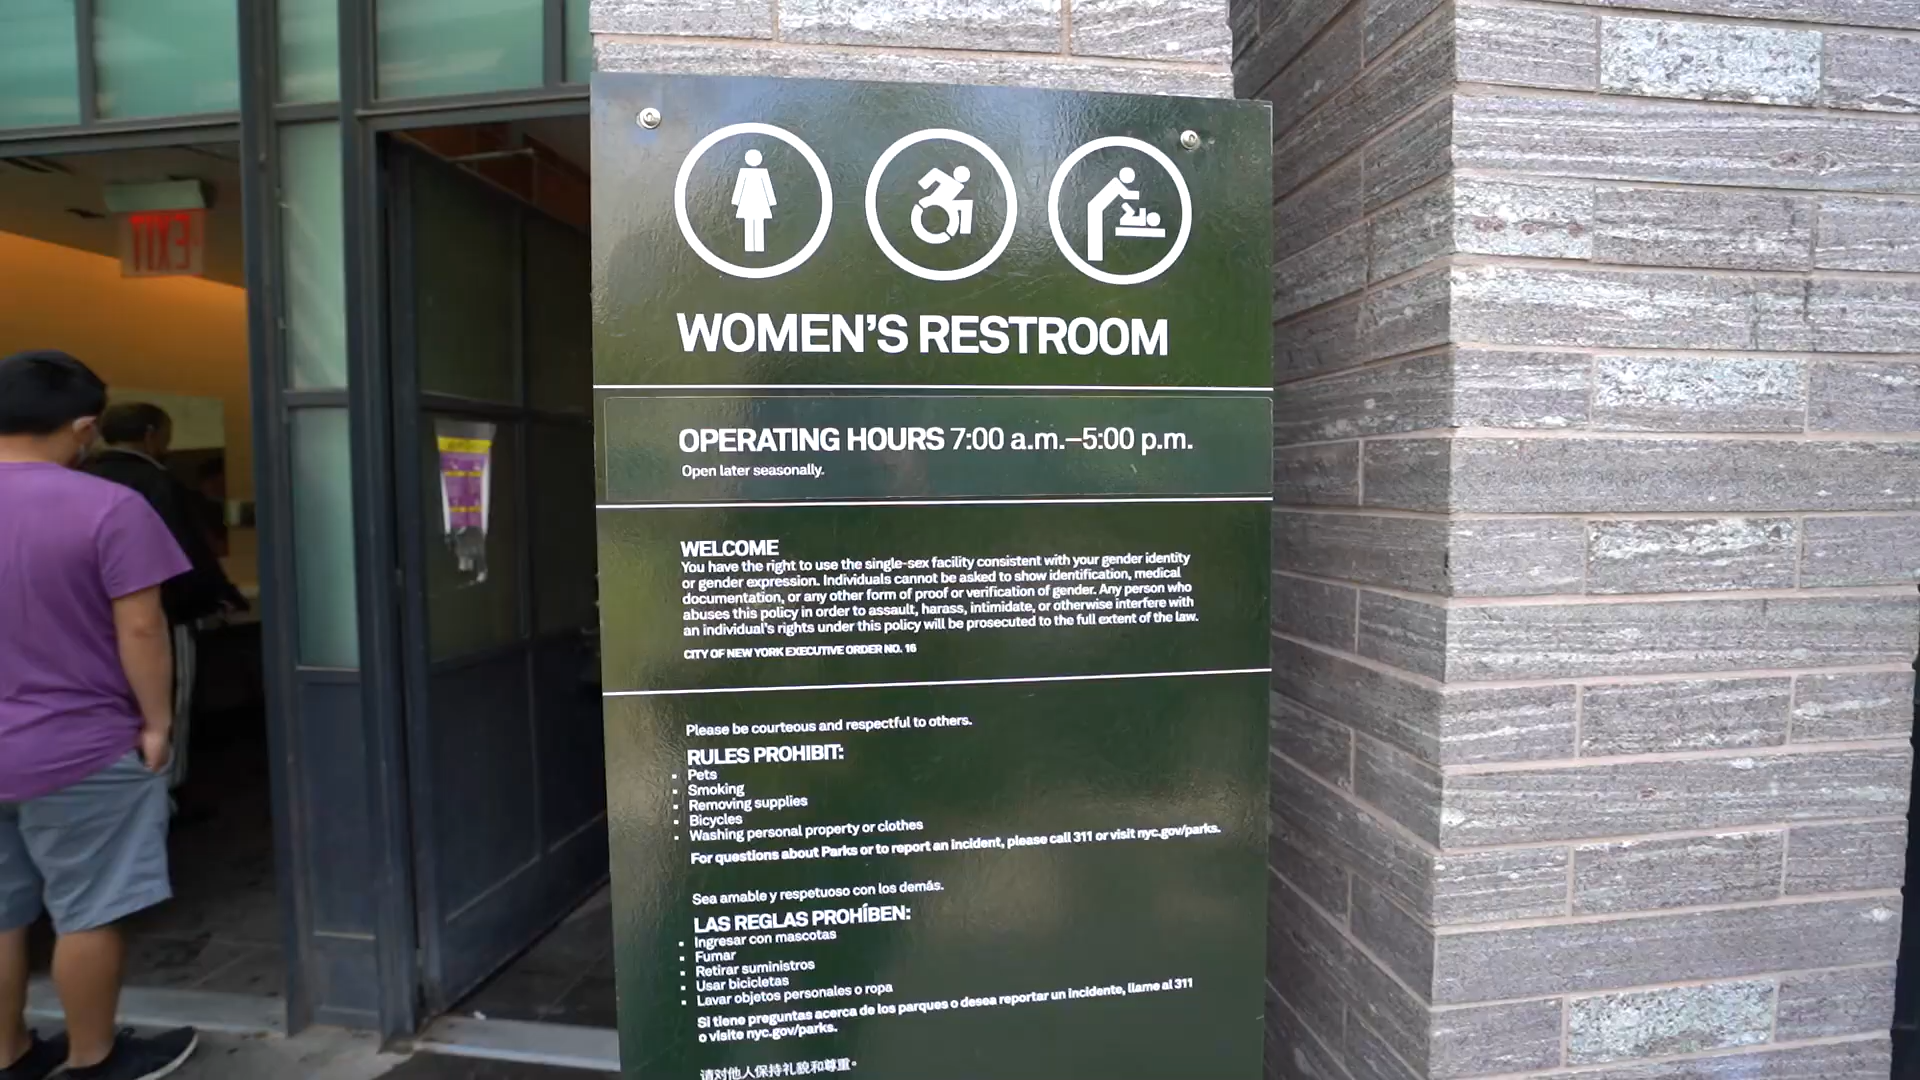 EXIT
WOMEN'S RESTROOM
OPERATING HOURS 7:00 a.m.–5:00 p.m.
Open later seasonally.
WELCOME
You have the right to use the single-sex facility consistent with your gender identity
or gender expression. Individuals cannot be asked to show identification, medical
documentation, or any other form of proof or verification of gender. Any person who
abuses this policy in order to assault, harass, intimidate, or otherwise interfere with
an individual's rights under this policy will be prosecuted to the full extent of the law.
CITY OF NEW YORK EXECUTIVE ORDER NO. 16
Please be courteous and respectful to others.
RULES PROHIBIT:
▪ Pets
▪ Smoking
▪ Removing supplies
▪ Bicycles
▪ Washing personal property or clothes
For questions about Parks or to report an incident, please call 311 or visit nyc.gov/parks.
Sea amable y respetuoso con los demás.
LAS REGLAS PROHÍBEN:
▪ Ingresar con mascotas
▪ Fumar
▪ Retirar suministros
▪ Usar bicicletas
▪ Lavar objetos personales o ropa
Si tiene preguntas acerca de los parques o desea reportar un incidente, llame al 311
o visite nyc.gov/parks.
请对他人保持礼貌和尊重。